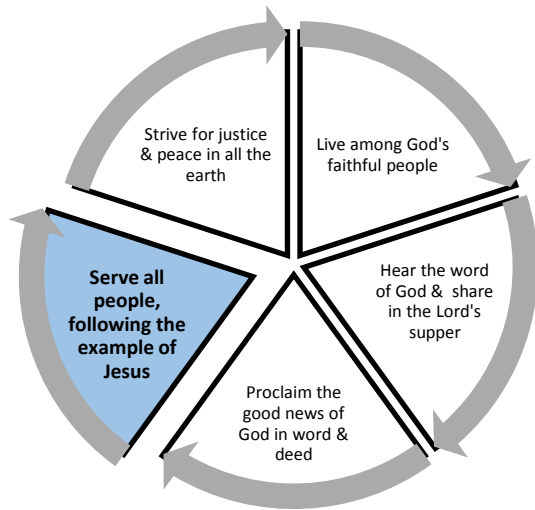 Live among God's
faithful people
Hear the word
of God &  share
in the Lord's
supper
Proclaim the
good news of
God in word &
deed
Serve all
people,
following the
example of
Jesus
Strive for justice
& peace in all the
earth